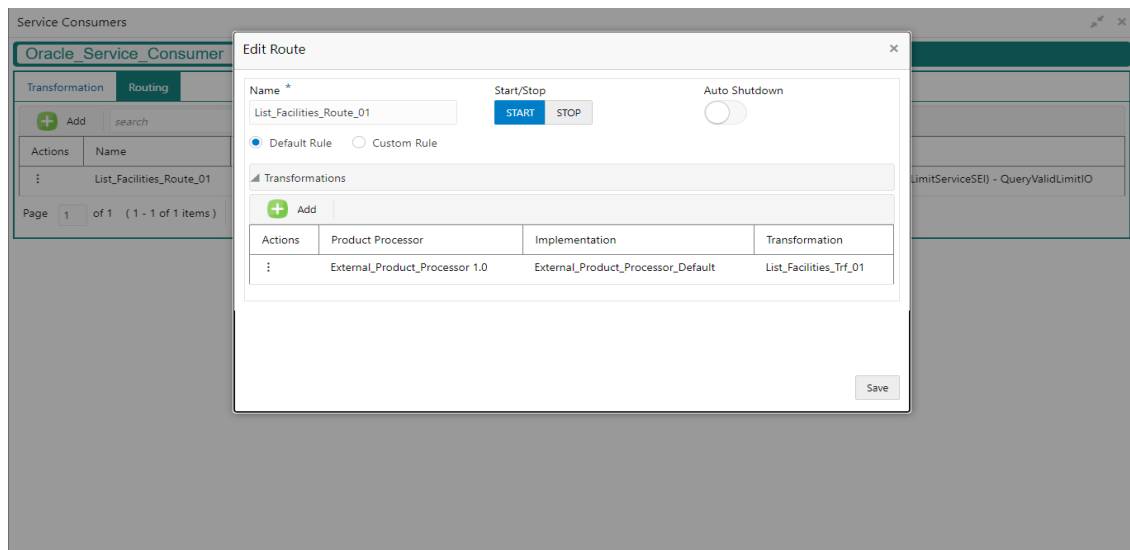 Service Consumers
Oracle_Service_Consumer
Transformation Routing
Add search
Actions Name
List_Facilities_Route_01
LimitServiceSEI) - QueryValidLimitIO
Page 1 of 1 (1 - 1 of 1 items)
Edit Route
Name * Start/Stop Auto Shutdown
List_Facilities_Route_01 START STOP
Default Rule Custom Rule
Transformations
Add
Actions Product Processor Implementation Transformation
External_Product_Processor 1.0 External_Product_Processor_Default List_Facilities_Trf_01
Save